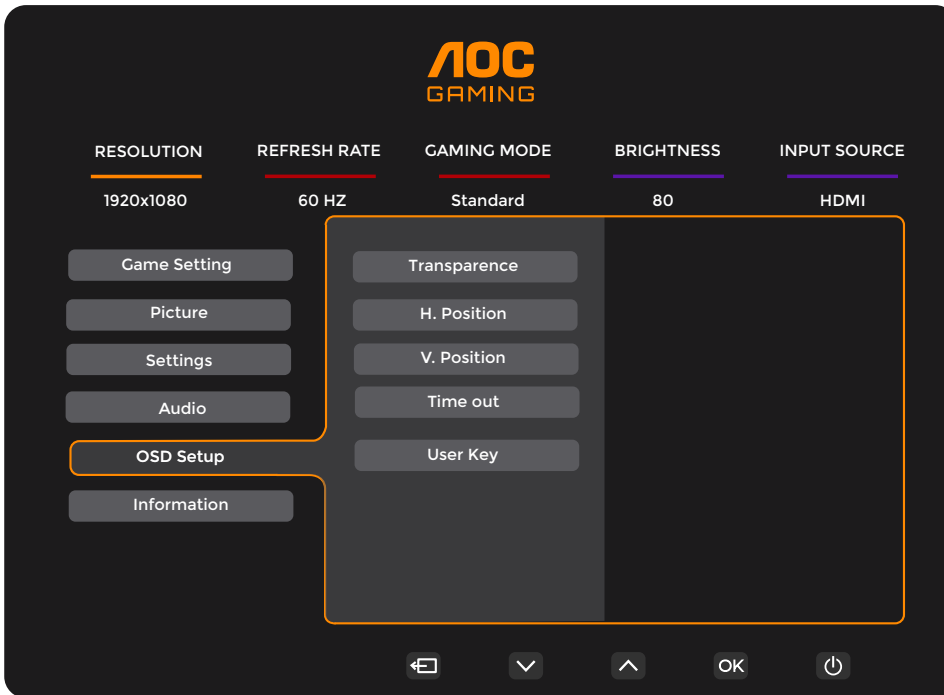 AOC
GAMING
RESOLUTION REFRESH RATE GAMING MODE BRIGHTNESS INPUT SOURCE
1920x1080 60 HZ Standard 80 HDMI
Game Setting
Picture
Settings
Audio
OSD Setup
Information
Transparence
H. Position
V. Position
Time out
User Key
OK